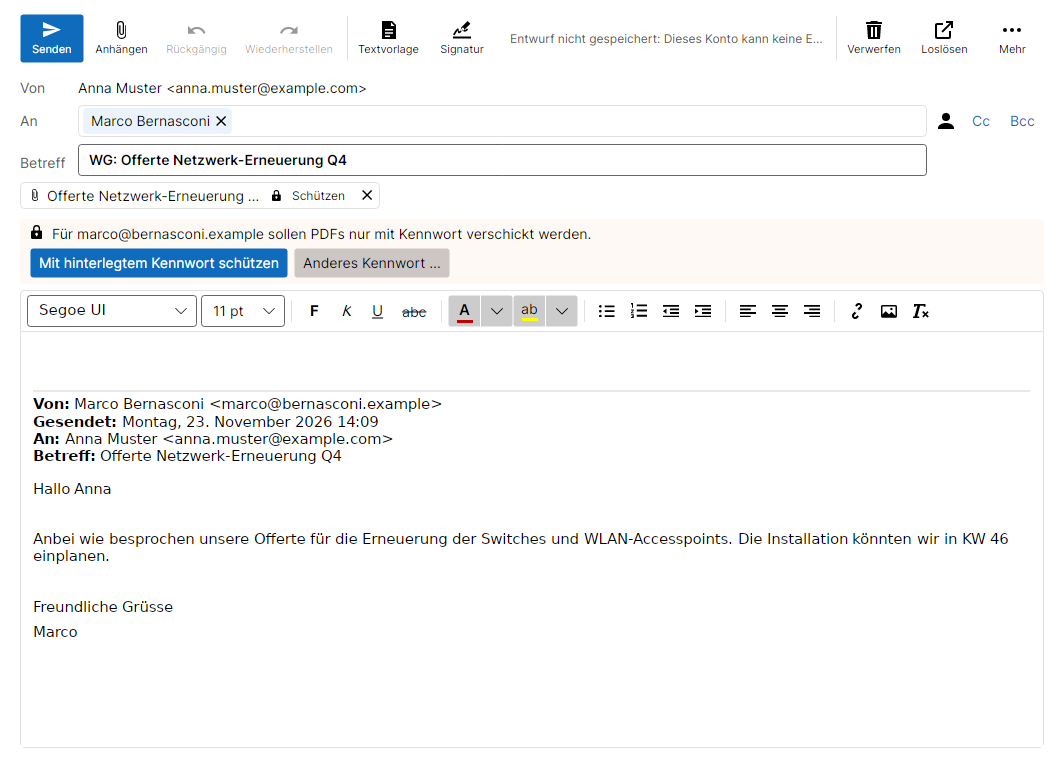 Senden Anhängen Rückgängig Wiederherstellen Textvorlage Signatur Entwurf nicht gespeichert: Dieses Konto kann keine E... Verwerfen Loslösen Mehr
Von Anna Muster <anna.muster@example.com>
An Marco Bernasconi Cc Bcc
Betreff WG: Offerte Netzwerk-Erneuerung Q4
Offerte Netzwerk-Erneuerung ... Schützen
Für marco@bernasconi.example sollen PDFs nur mit Kennwort verschickt werden.
Mit hinterlegtem Kennwort schützen Anderes Kennwort ...
Segoe UI 11 pt F K U abc A ab
Von: Marco Bernasconi <marco@bernasconi.example>
Gesendet: Montag, 23. November 2026 14:09
An: Anna Muster <anna.muster@example.com>
Betreff: Offerte Netzwerk-Erneuerung Q4
Hallo Anna
Anbei wie besprochen unsere Offerte für die Erneuerung der Switches und WLAN-Accesspoints. Die Installation könnten wir in KW 46
einplanen.
Freundliche Grüsse
Marco